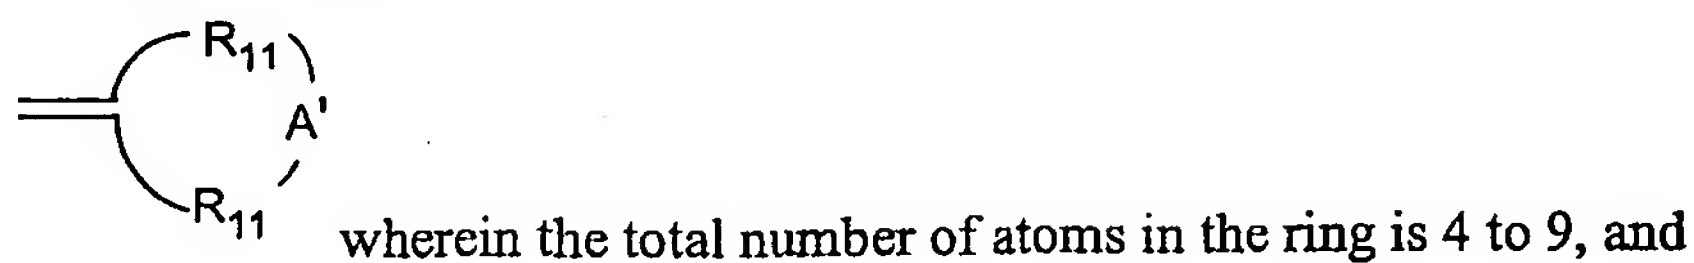 R11
A'
R11
wherein the total number of atoms in the ring is 4 to 9, and